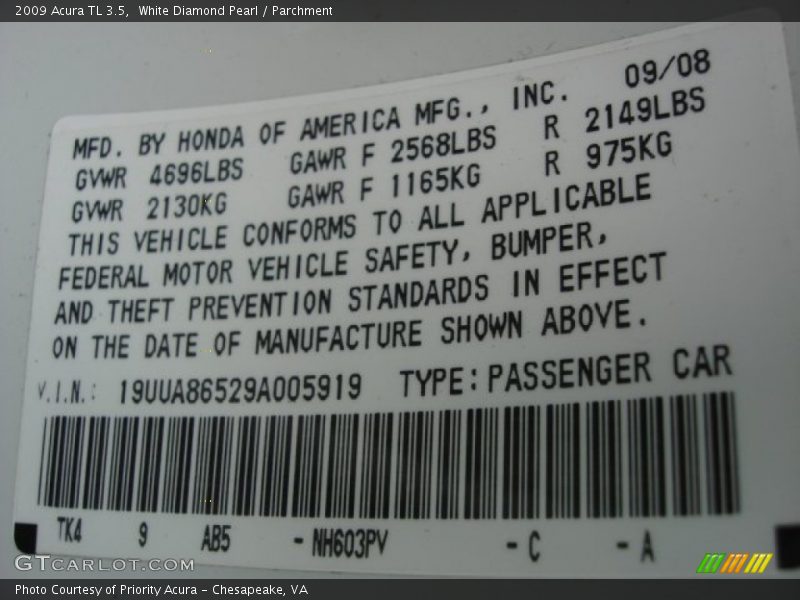 2009 Acura TL 3.5,  White Diamond Pearl / Parchment
MFD. BY HONDA OF AMERICA MFG., INC. 09/08
GVWR 4696LBS GAWR F 2568LBS R 2149LBS
GVWR 2130KG GAWR F 1165KG R 975KG
THIS VEHICLE CONFORMS TO ALL APPLICABLE
FEDERAL MOTOR VEHICLE SAFETY, BUMPER,
AND THEFT PREVENTION STANDARDS IN EFFECT
ON THE DATE OF MANUFACTURE SHOWN ABOVE.
V.I.N.: 19UUA86529A005919 TYPE: PASSENGER CAR
TK4 9 AB5 - NH603PV - C - A
GTCARLOT.COM
Photo Courtesy of Priority Acura – Chesapeake, VA